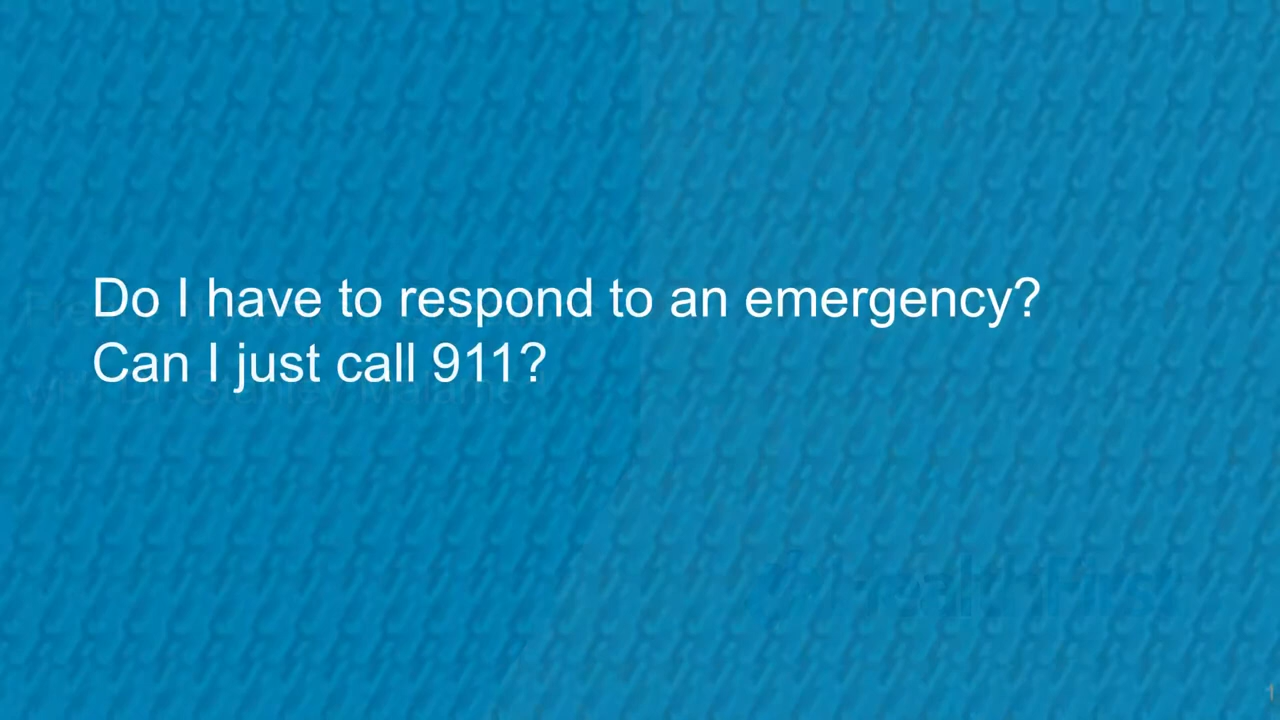 Do I have to respond to an emergency?
Can I just call 911?